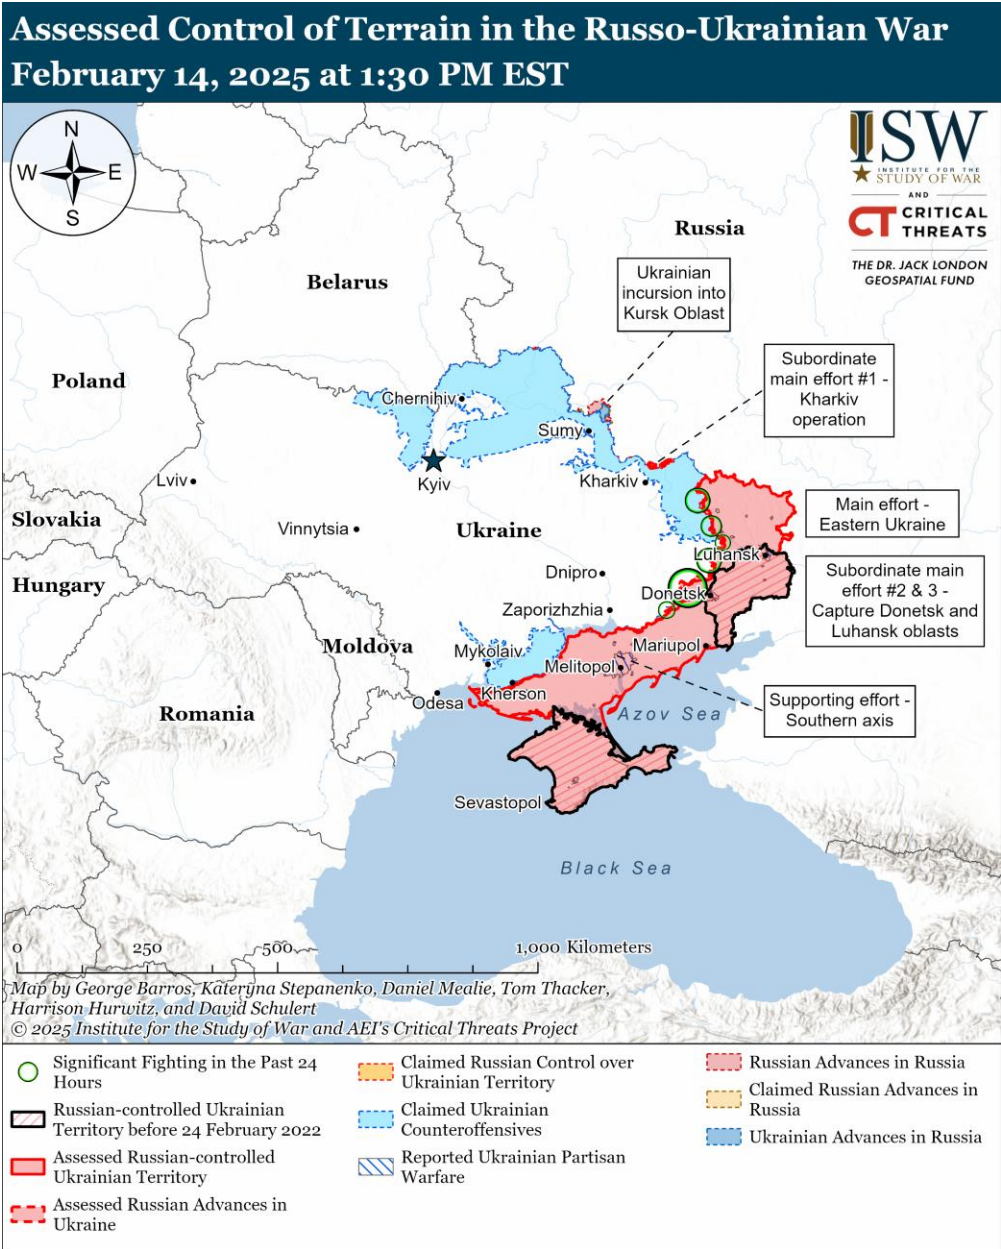 Assessed Control of Terrain in the Russo-Ukrainian War
February 14, 2025 at 1:30 PM EST
N
W
E
S
ISW
INSTITUTE FOR THE
STUDY OF WAR
AND
CT CRITICAL
THREATS
THE DR. JACK LONDON
GEOSPATIAL FUND
Russia
Belarus
Ukrainian
incursion into
Kursk Oblast
Subordinate
main effort #1 -
Kharkiv
operation
Poland
Chernihiv
Sumy
Kyiv
Kharkiv
Lviv
Slovakia
Vinnytsia
Ukraine
Main effort -
Eastern Ukraine
Luhansk
Hungary
Dnipro
Donetsk
Subordinate main
effort #2 & 3 -
Capture Donetsk and
Luhansk oblasts
Zaporizhzhia
Moldova
Mykolaiv
Mariupol
Melitopol
Kherson
Odesa
Romania
Azov Sea
Supporting effort -
Southern axis
Sevastopol
Black Sea
0
250
500
1,000 Kilometers
Map by George Barros, Kateryna Stepanenko, Daniel Mealie, Tom Thacker,
Harrison Hurwitz, and David Schulert
© 2025 Institute for the Study of War and AEI's Critical Threats Project
Significant Fighting in the Past 24
Hours
Russian-controlled Ukrainian
Territory before 24 February 2022
Assessed Russian-controlled
Ukrainian Territory
Assessed Russian Advances in
Ukraine
Claimed Russian Control over
Ukrainian Territory
Claimed Ukrainian
Counteroffensives
Reported Ukrainian Partisan
Warfare
Russian Advances in Russia
Claimed Russian Advances in
Russia
Ukrainian Advances in Russia